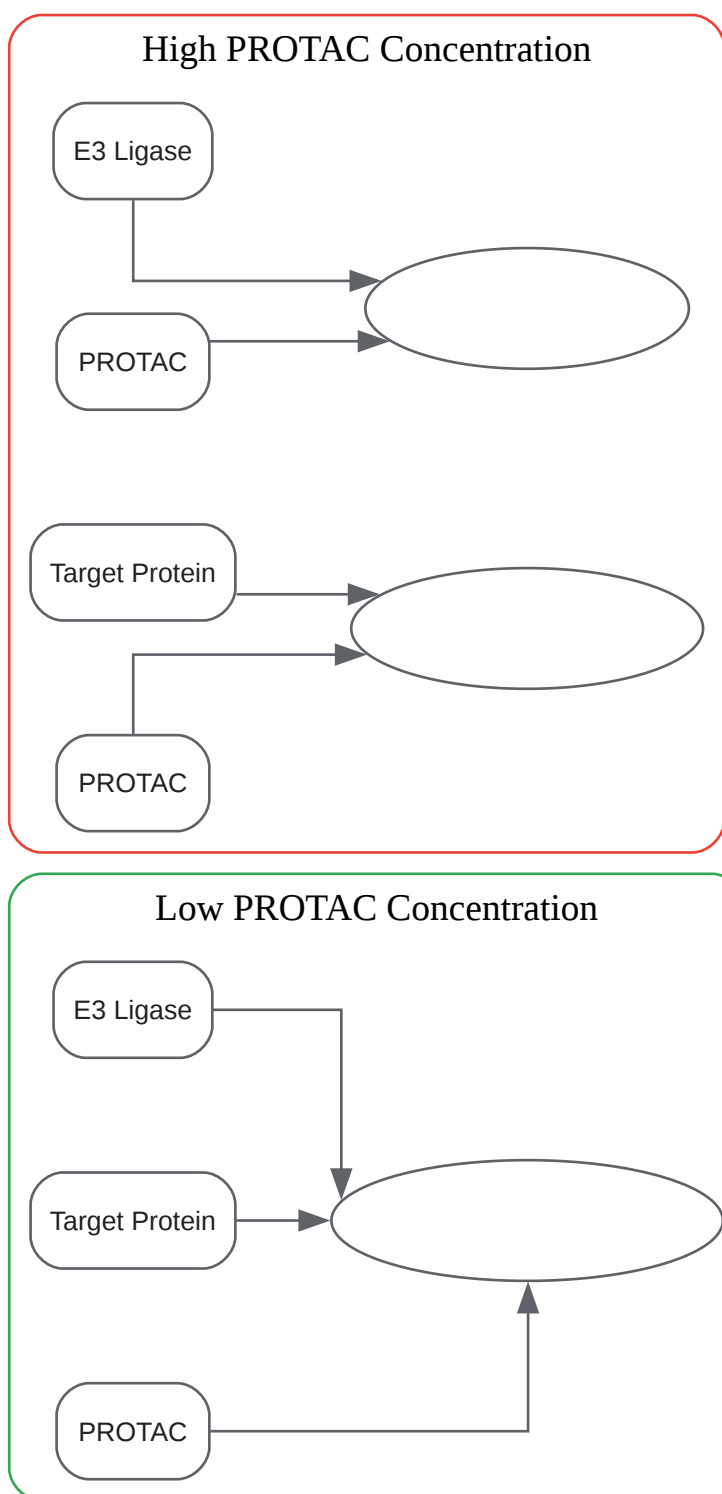 High PROTAC Concentration
E3 Ligase
PROTAC
Target Protein
PROTAC
Low PROTAC Concentration
E3 Ligase
Target Protein
PROTAC